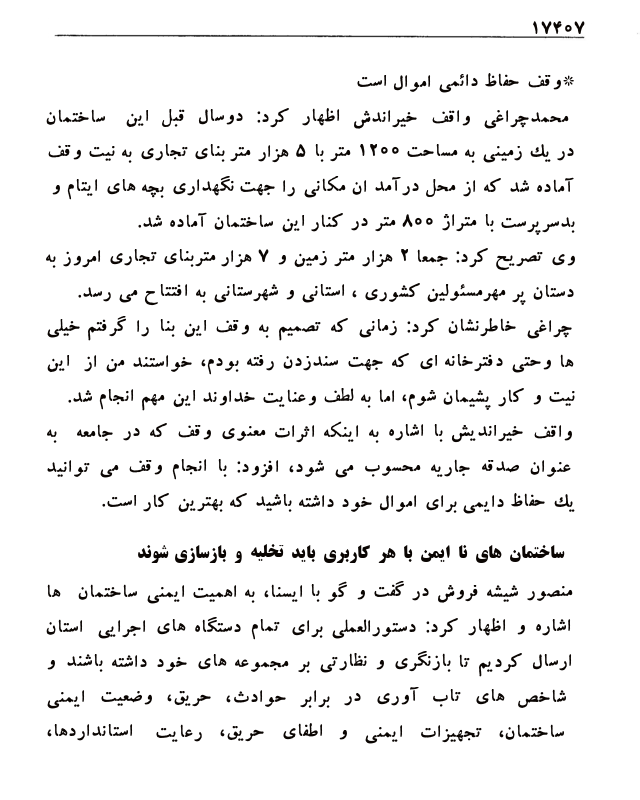 ۱۷۴۰۷
*وقف حفاظ دائمی اموال است
محمدچراغی واقف خیراندش اظهار کرد: دوسال قبل این ساختمان
در یك زمینی به مساحت ۱۲۰۰ متر با ۵ هزار متر بنای تجاری به نیت وقف
آماده شد که از محل درآمد ان مکانی را جهت نگهداری بچه های ایتام و
بدسرپرست با متراژ ۸۰۰ متر در کنار این ساختمان آماده شد.
وی تصریح کرد: جمعا ۲ هزار متر زمین و ۷ هزار متربنای تجاری امروز به
دستان پر مهرمسئولین کشوری ، استانی و شهرستانی به افتتاح می رسد.
چراغی خاطرنشان کرد: زمانی که تصمیم به وقف این بنا را گرفتم خیلی
ها وحتی دفترخانه ای که جهت سندزدن رفته بودم، خواستند من از این
نیت و کار پشیمان شوم، اما به لطف وعنایت خداوند این مهم انجام شد.
واقف خیراندیش با اشاره به اینکه اثرات معنوی وقف که در جامعه به
عنوان صدقه جاریه محسوب می شود، افزود: با انجام وقف می توانید
یك حفاظ دایمی برای اموال خود داشته باشید که بهترین کار است.
ساختمان های نا ایمن با هر کاربری باید تخلیه و بازسازی شوند
منصور شیشه فروش در گفت و گو با ایسنا، به اهمیت ایمنی ساختمان ها
اشاره و اظهار کرد: دستورالعملی برای تمام دستگاه های اجرایی استان
ارسال کردیم تا بازنگری و نظارتی بر مجموعه های خود داشته باشند و
شاخص های تاب آوری در برابر حوادث، حریق، وضعیت ایمنی
ساختمان، تجهیزات ایمنی و اطفای حریق، رعایت استانداردها،